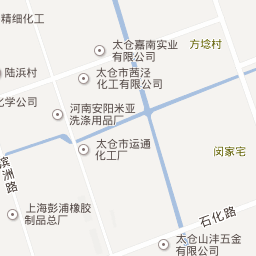 精细化工
太仓嘉南实业
有限公司
方埝村
陆浜村
太仓市茜泾
化工有限公司
化学公司
河南安阳米亚
洗涤用品厂
太仓市运通
化工厂
闵家宅
滨洲路
上海彭浦橡胶
制品总厂
石化路
太仓山沣五金
有限公司